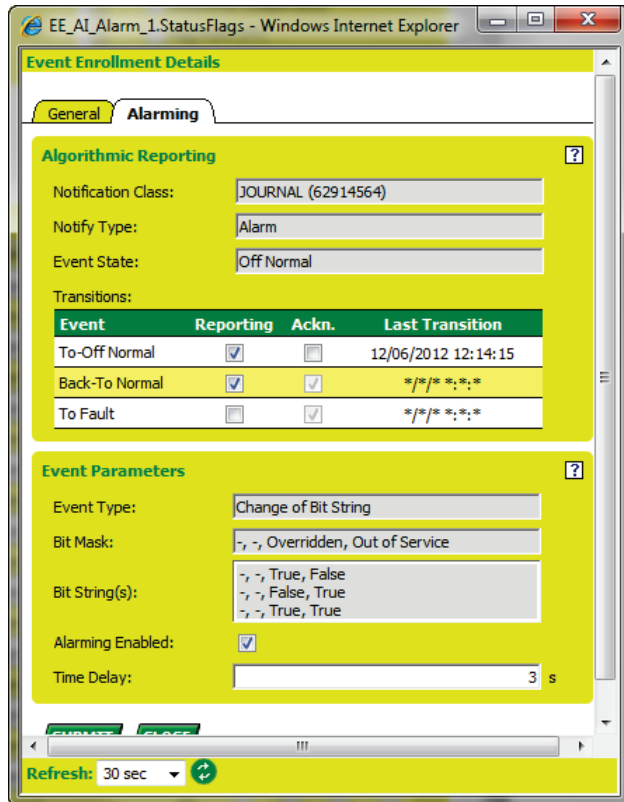 EE_AI_Alarm_1.StatusFlags - Windows Internet Explorer
Event Enrollment Details
General Alarming
Algorithmic Reporting ?
Notification Class: JOURNAL (62914564)
Notify Type: Alarm
Event State: Off Normal
Transitions:
Event Reporting Ackn. Last Transition
To-Off Normal 12/06/2012 12:14:15
Back-To Normal */*/* *:*:*
To Fault */*/* *:*:*
Event Parameters ?
Event Type: Change of Bit String
Bit Mask: -, -, Overridden, Out of Service
Bit String(s):
-, -, True, False
-, -, False, True
-, -, True, True
Alarming Enabled:
Time Delay: 3 s
Refresh: 30 sec